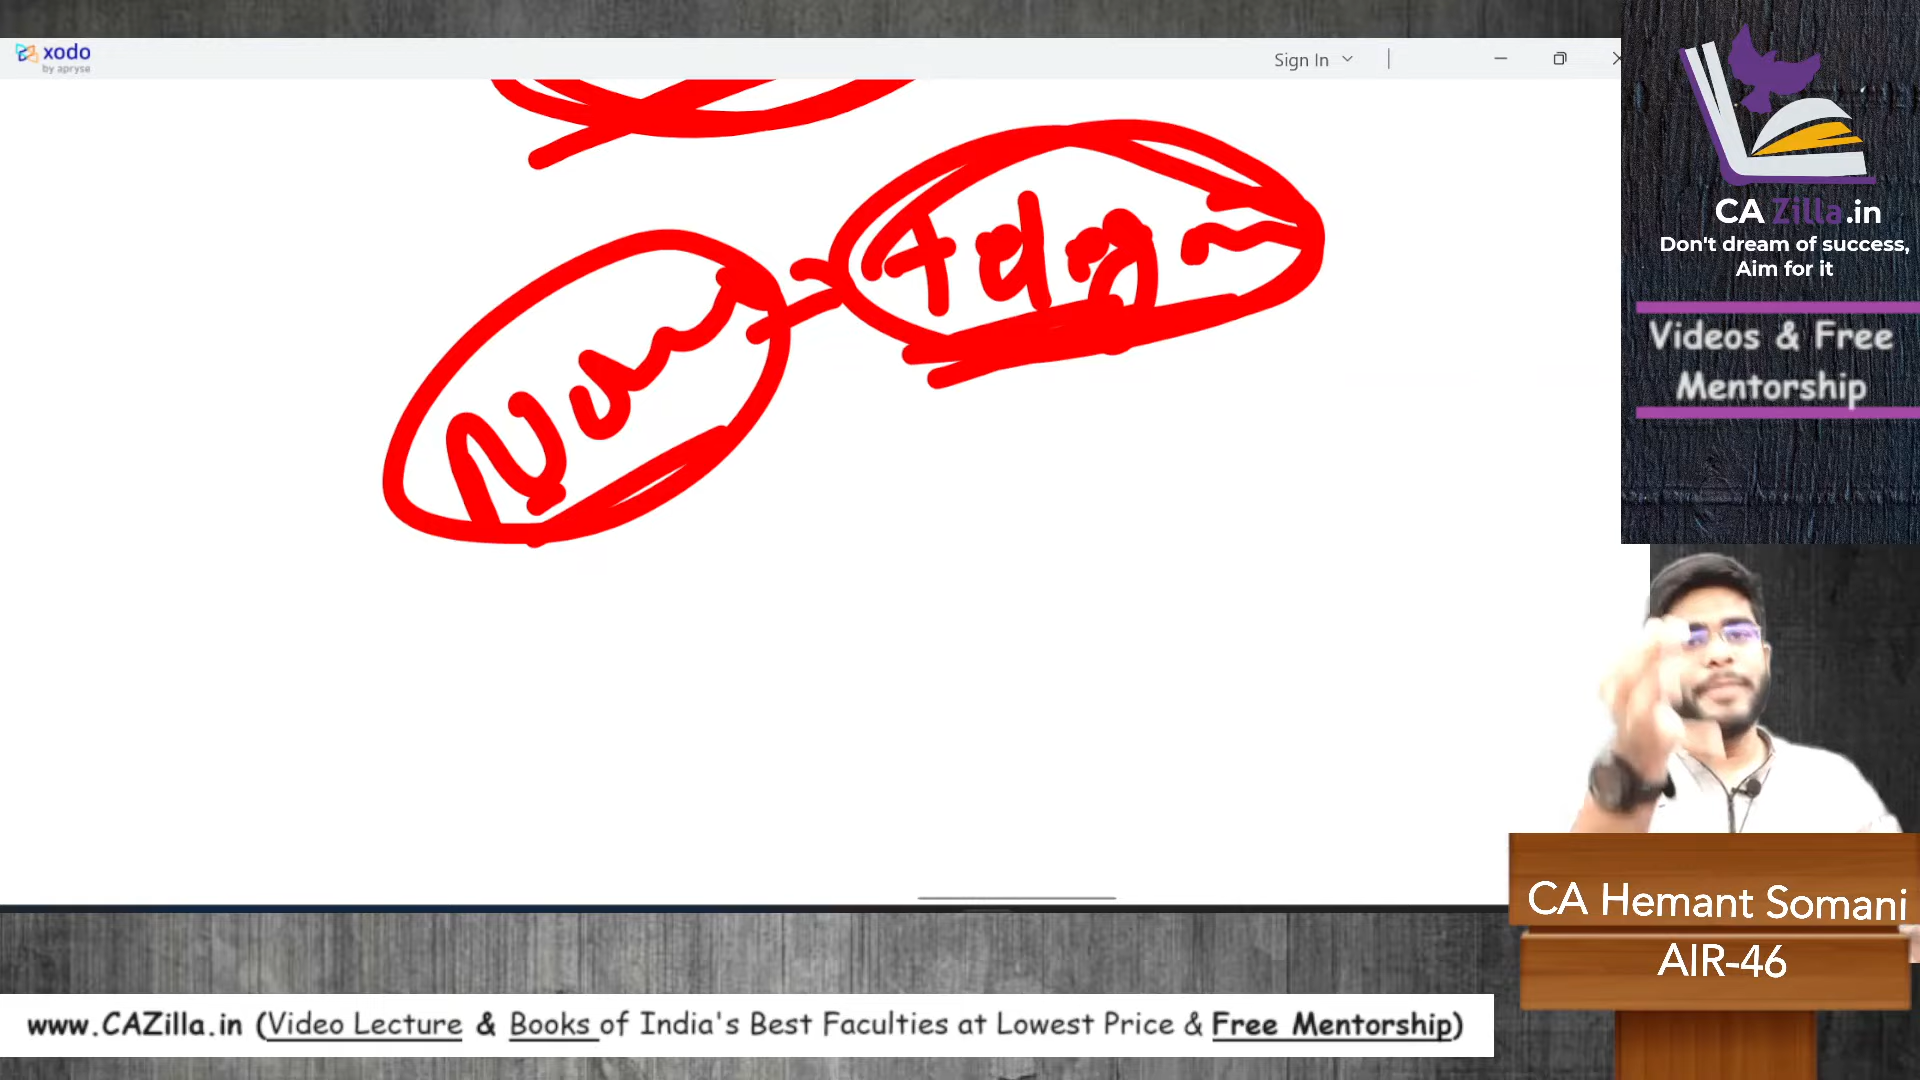 xodo
by apryse
Sign In
CA Zilla.in
Don't dream of success,
Aim for it
Videos & Free
Mentorship
CA Hemant Somani
AIR-46
www.CAZilla.in (Video Lecture & Books of India's Best Faculties at Lowest Price & Free Mentorship)